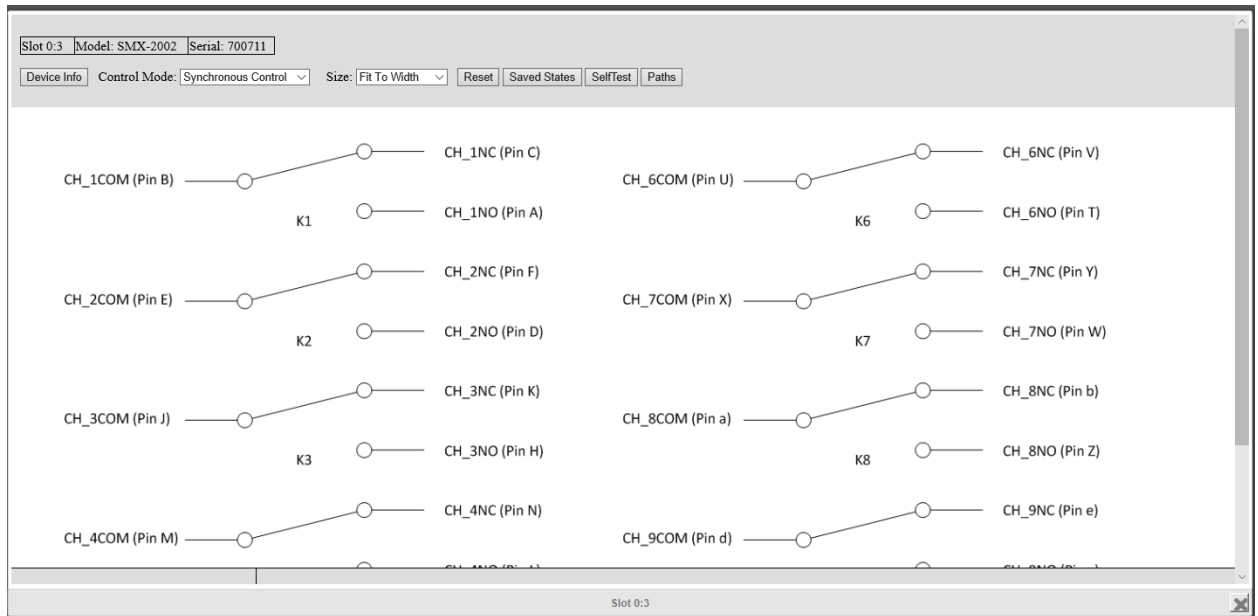 Slot 0:3 Model: SMX-2002 Serial: 700711
Device Info Control Mode: Synchronous Control Size: Fit To Width Reset Saved States SelfTest Paths
CH_1COM (Pin B) CH_1NC (Pin C) CH_6COM (Pin U) CH_6NC (Pin V)
K1 CH_1NO (Pin A) K6 CH_6NO (Pin T)
CH_2COM (Pin E) CH_2NC (Pin F) CH_7COM (Pin X) CH_7NC (Pin Y)
K2 CH_2NO (Pin D) K7 CH_7NO (Pin W)
CH_3COM (Pin J) CH_3NC (Pin K) CH_8COM (Pin a) CH_8NC (Pin b)
K3 CH_3NO (Pin H) K8 CH_8NO (Pin Z)
CH_4COM (Pin M) CH_4NC (Pin N) CH_9COM (Pin d) CH_9NC (Pin e)
Slot 0:3